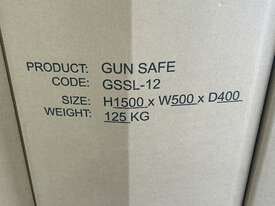 PRODUCT: GUN SAFE
CODE: GSSL-12
SIZE: H1500 x W500 x D400
WEIGHT: 125 KG